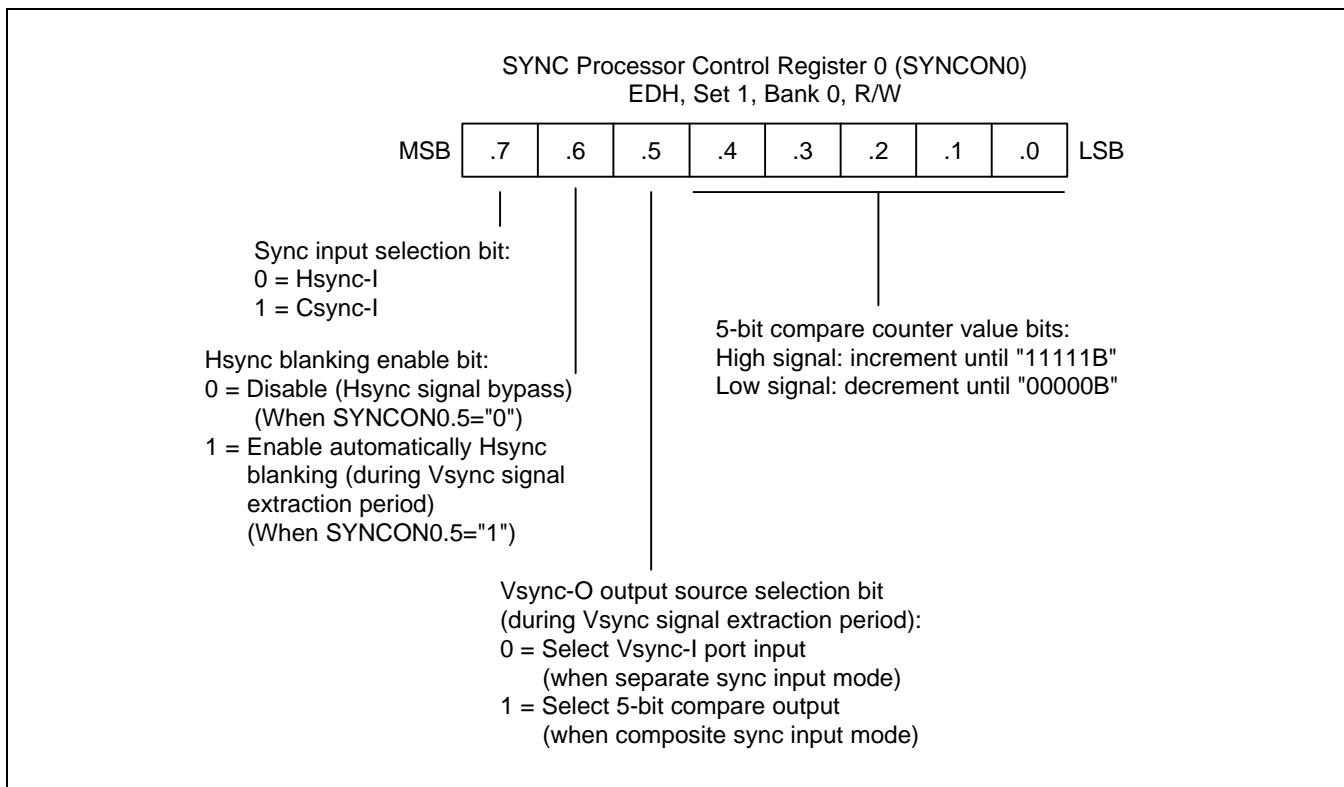 SYNC Processor Control Register 0 (SYNCON0)
EDH, Set 1, Bank 0, R/W
MSB .7 .6 .5 .4 .3 .2 .1 .0 LSB
Sync input selection bit:
0 = Hsync-I
1 = Csync-I
5-bit compare counter value bits:
High signal: increment until "11111B"
Low signal: decrement until "00000B"
Hsync blanking enable bit:
0 = Disable (Hsync signal bypass)
(When SYNCON0.5="0")
1 = Enable automatically Hsync
blanking (during Vsync signal
extraction period)
(When SYNCON0.5="1")
Vsync-O output source selection bit
(during Vsync signal extraction period):
0 = Select Vsync-I port input
(when separate sync input mode)
1 = Select 5-bit compare output
(when composite sync input mode)